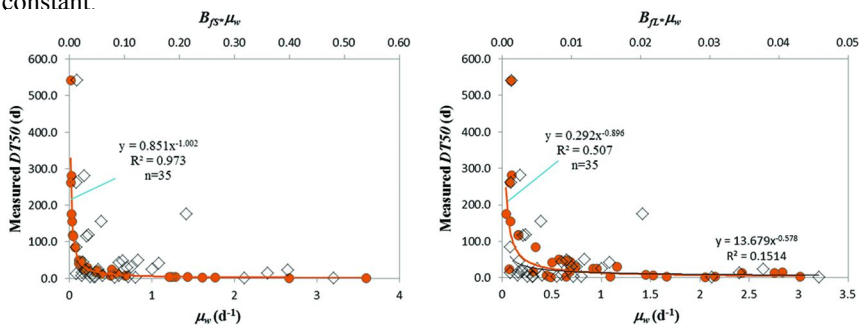 constant.
B_fS*μ_w
0.00 0.10 0.20 0.30 0.40 0.50 0.60
600.0
500.0
400.0
300.0
200.0
100.0
0.0
Measured DT50 (d)
y = 0.851x^-1.002
R² = 0.973
n=35
0 1 2 3 4
μ_w (d^-1)
B_fL*μ_w
0.00 0.01 0.02 0.03 0.04 0.05
600.0
500.0
400.0
300.0
200.0
100.0
0.0
Measured DT50 (d)
y = 0.292x^-0.896
R² = 0.507
n=35
y = 13.679x^-0.578
R² = 0.1514
0 0.5 1 1.5 2 2.5 3 3.5
μ_w (d^-1)